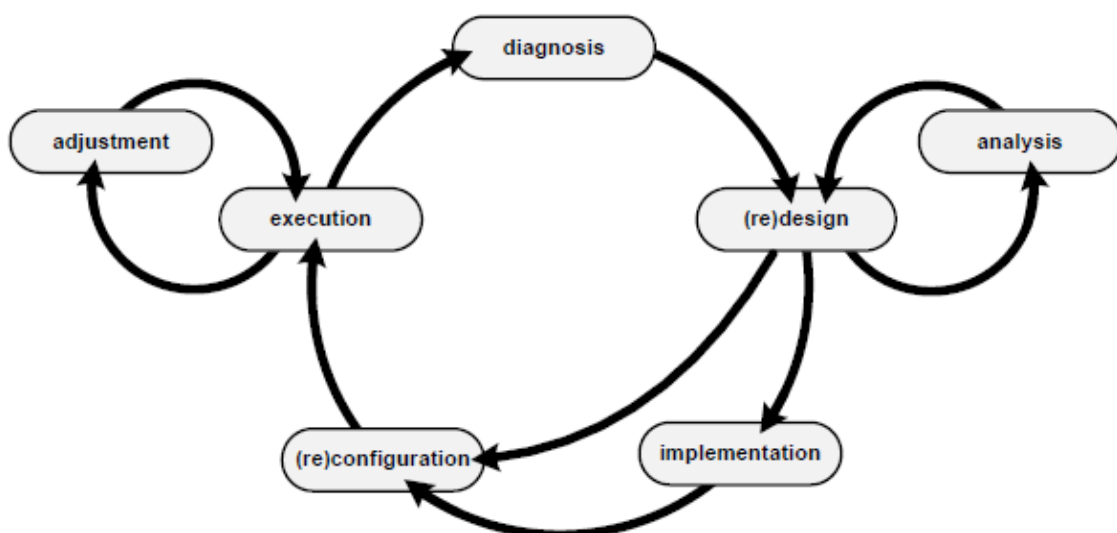 diagnosis
adjustment
analysis
execution
(re)design
(re)configuration
implementation